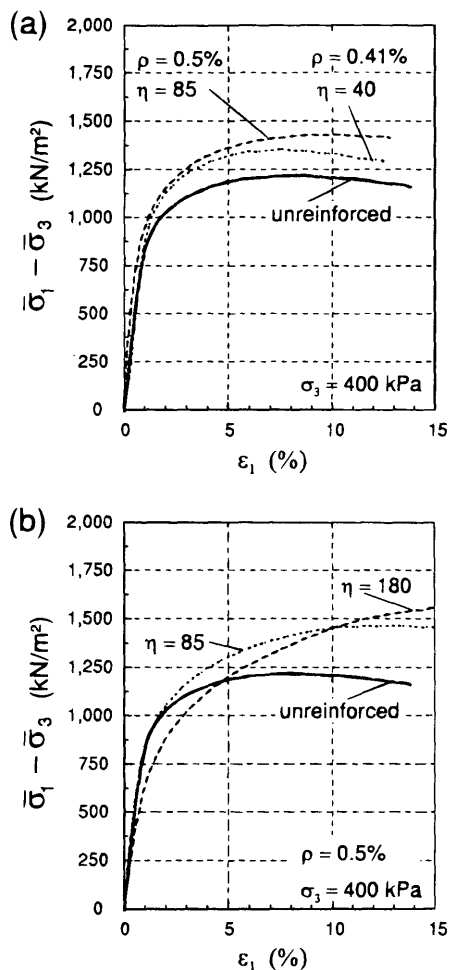 (a)
2,000
1,750
1,500
1,250
1,000
750
500
250
0
σ̄₁ − σ̄₃ (kN/m²)
ρ = 0.5%
η = 85
ρ = 0.41%
η = 40
unreinforced
σ₃ = 400 kPa
0 5 10 15
ε₁ (%)
(b)
2,000
1,750
1,500
1,250
1,000
750
500
250
0
σ̄₁ − σ̄₃ (kN/m²)
η = 180
η = 85
unreinforced
ρ = 0.5%
σ₃ = 400 kPa
0 5 10 15
ε₁ (%)